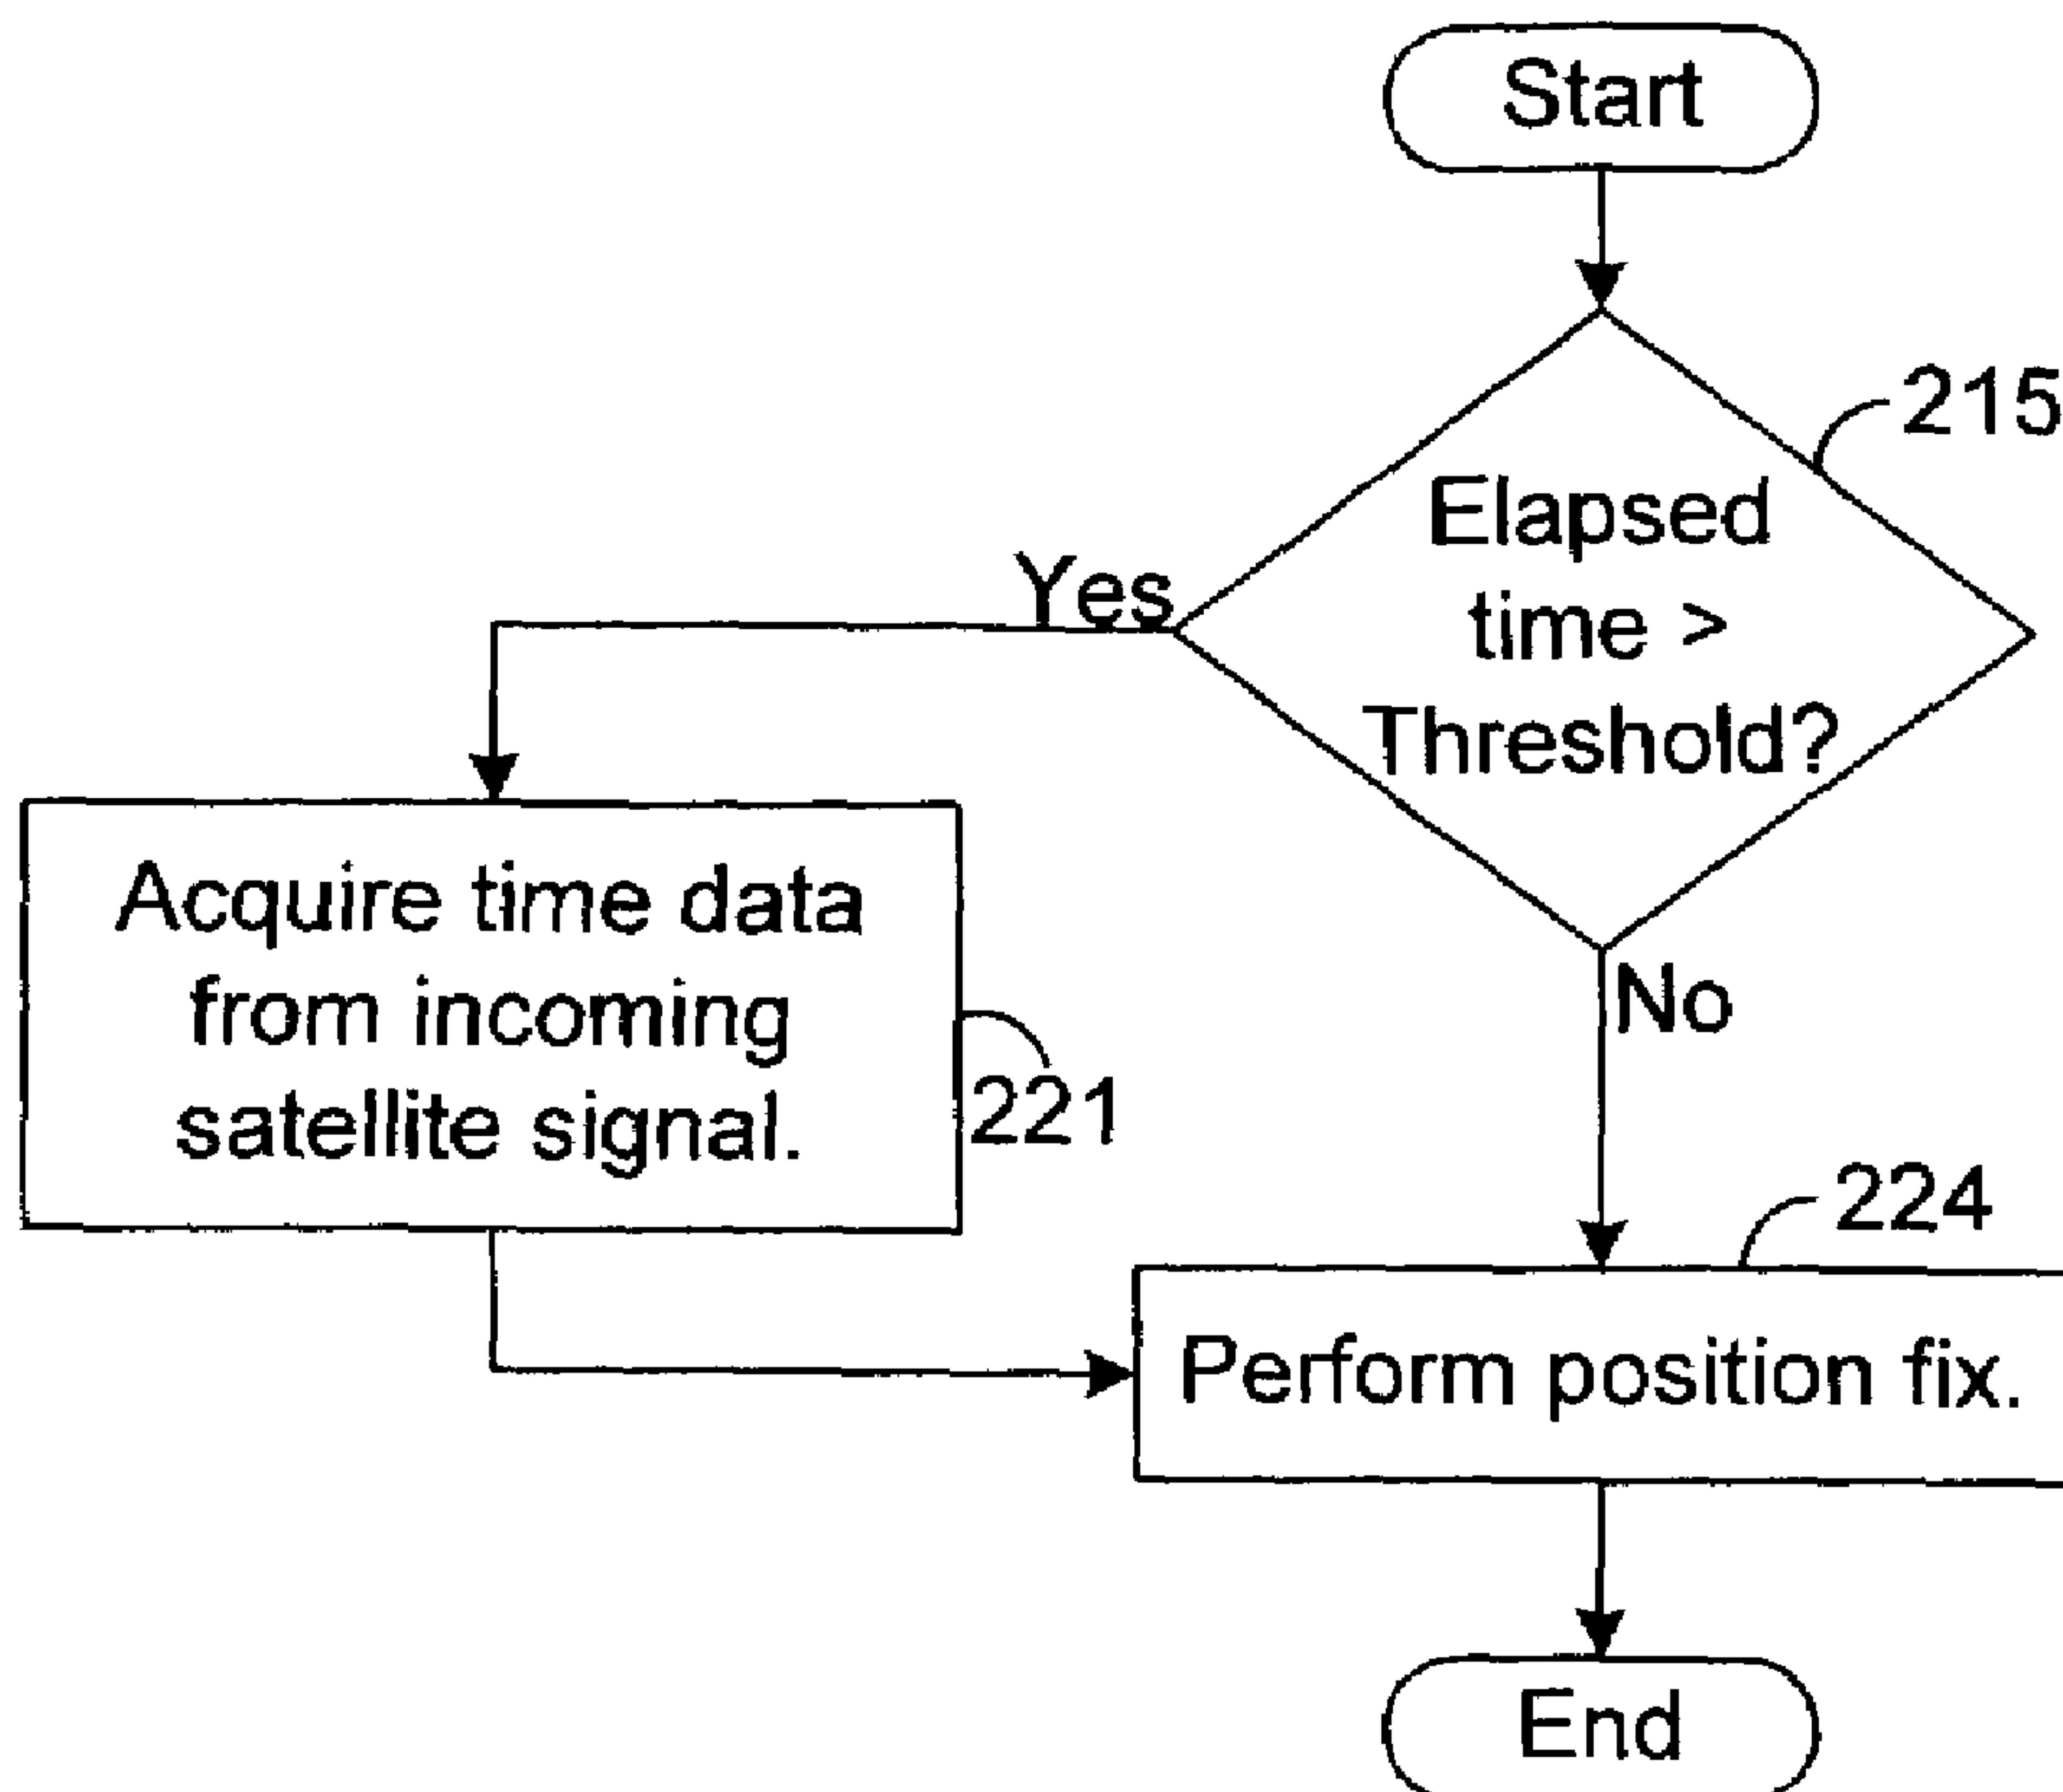 Start
215
Elapsed
time >
Threshold?
Yes
No
Acquire time data
from incoming
satellite signal.
221
224
Perform position fix.
End